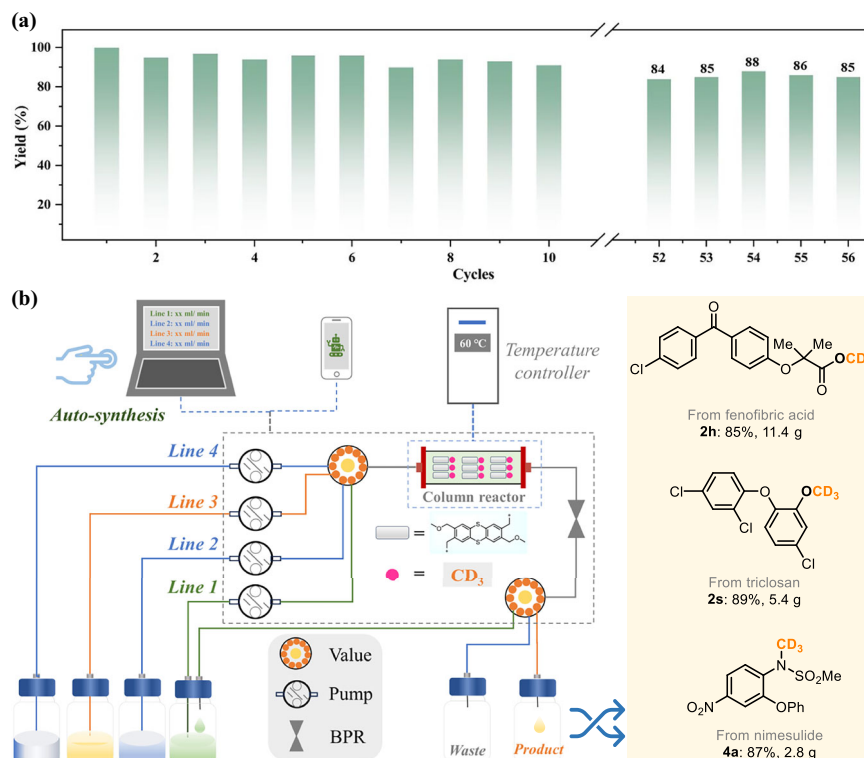 (a)
Yield (%)
100
80
60
40
20
84
85
88
86
85
2
4
6
8
10
52
53
54
55
56
Cycles
(b)
Line 1: xx ml/ min
Line 2: xx ml/ min
Line 3: xx ml/ min
Line 4: xx ml/ min
Auto-synthesis
60 °C
Temperature
controller
Line 4
Line 3
Line 2
Line 1
Column reactor
=
O
S
S
O
= CD3
Value
Pump
BPR
Waste
Product
O
Cl
O
Me
Me
O
OCD
From fenofibric acid
2h: 85%, 11.4 g
Cl
O
OCD3
Cl
Cl
From triclosan
2s: 89%, 5.4 g
CD3
N
SO2Me
O2N
OPh
From nimesulide
4a: 87%, 2.8 g